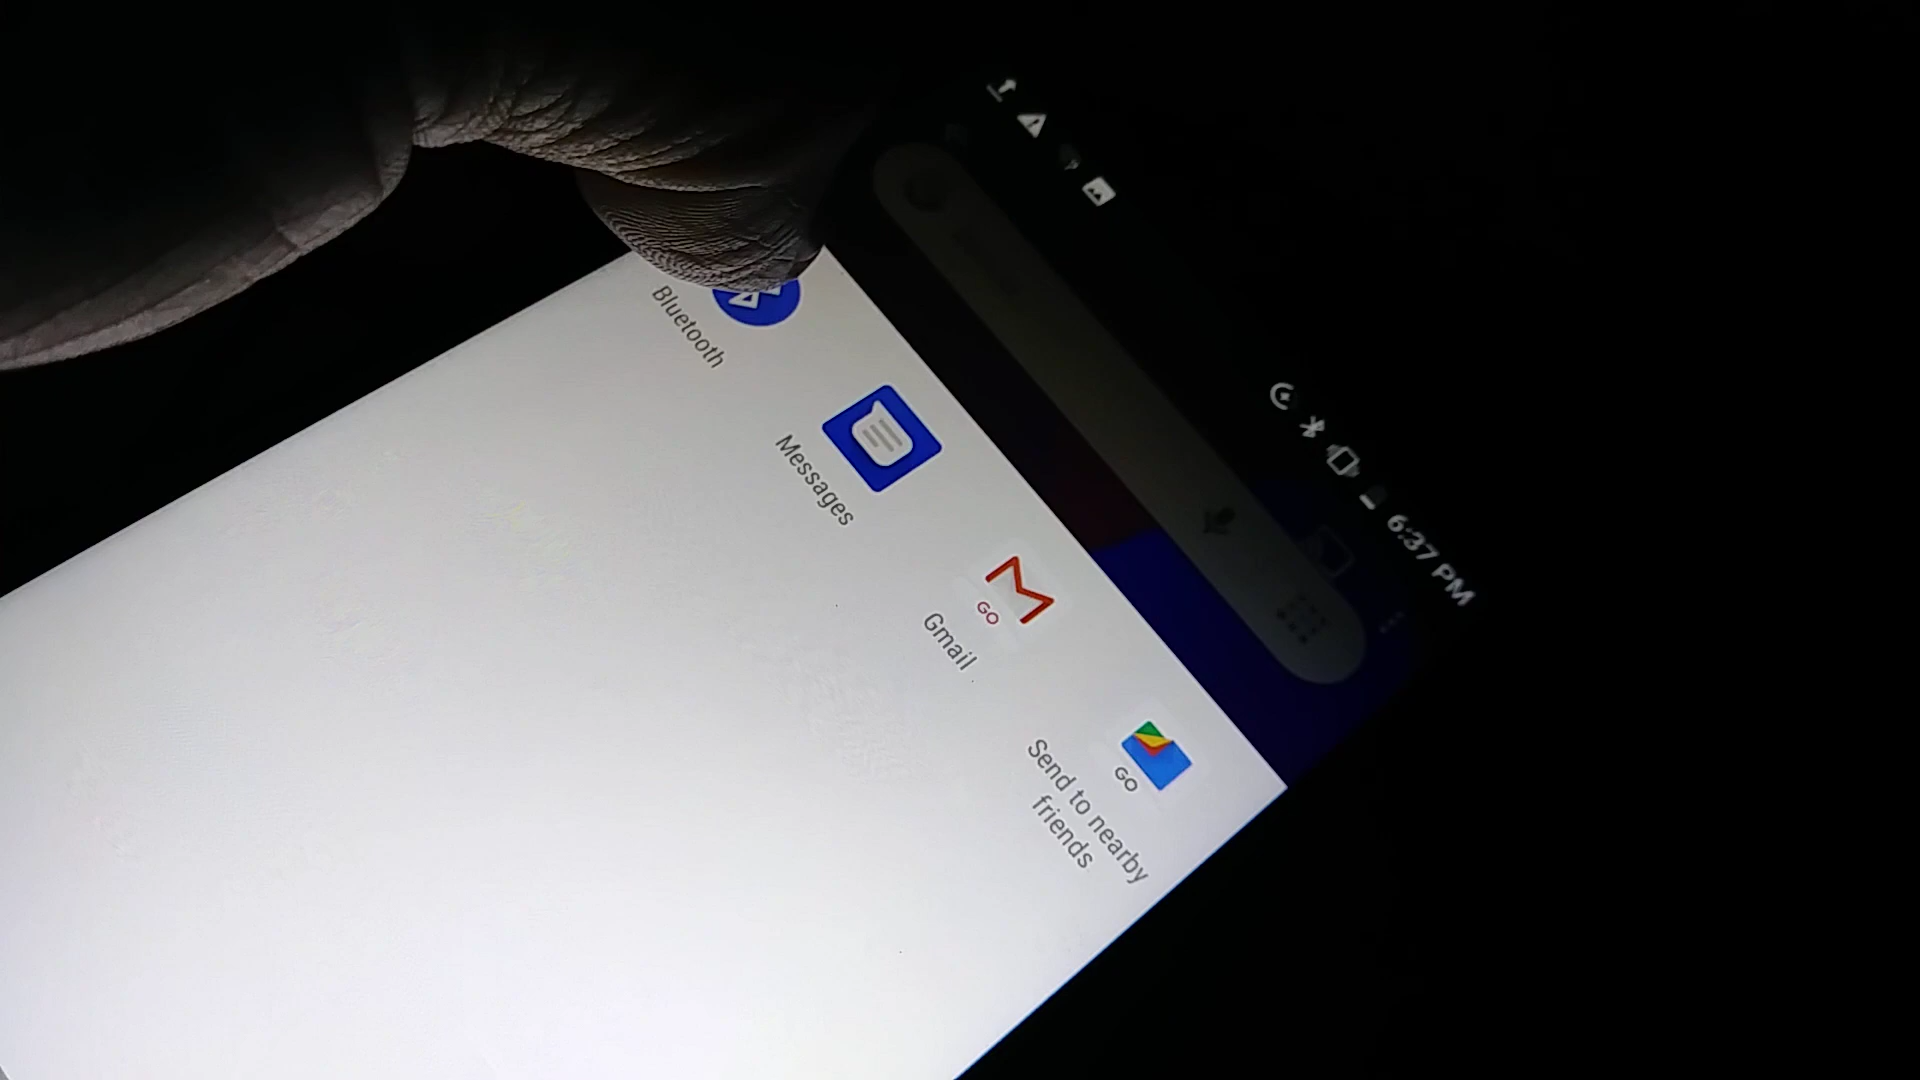 6:37 PM
Bluetooth
Messages
GO
Gmail
GO
Send to nearby
friends